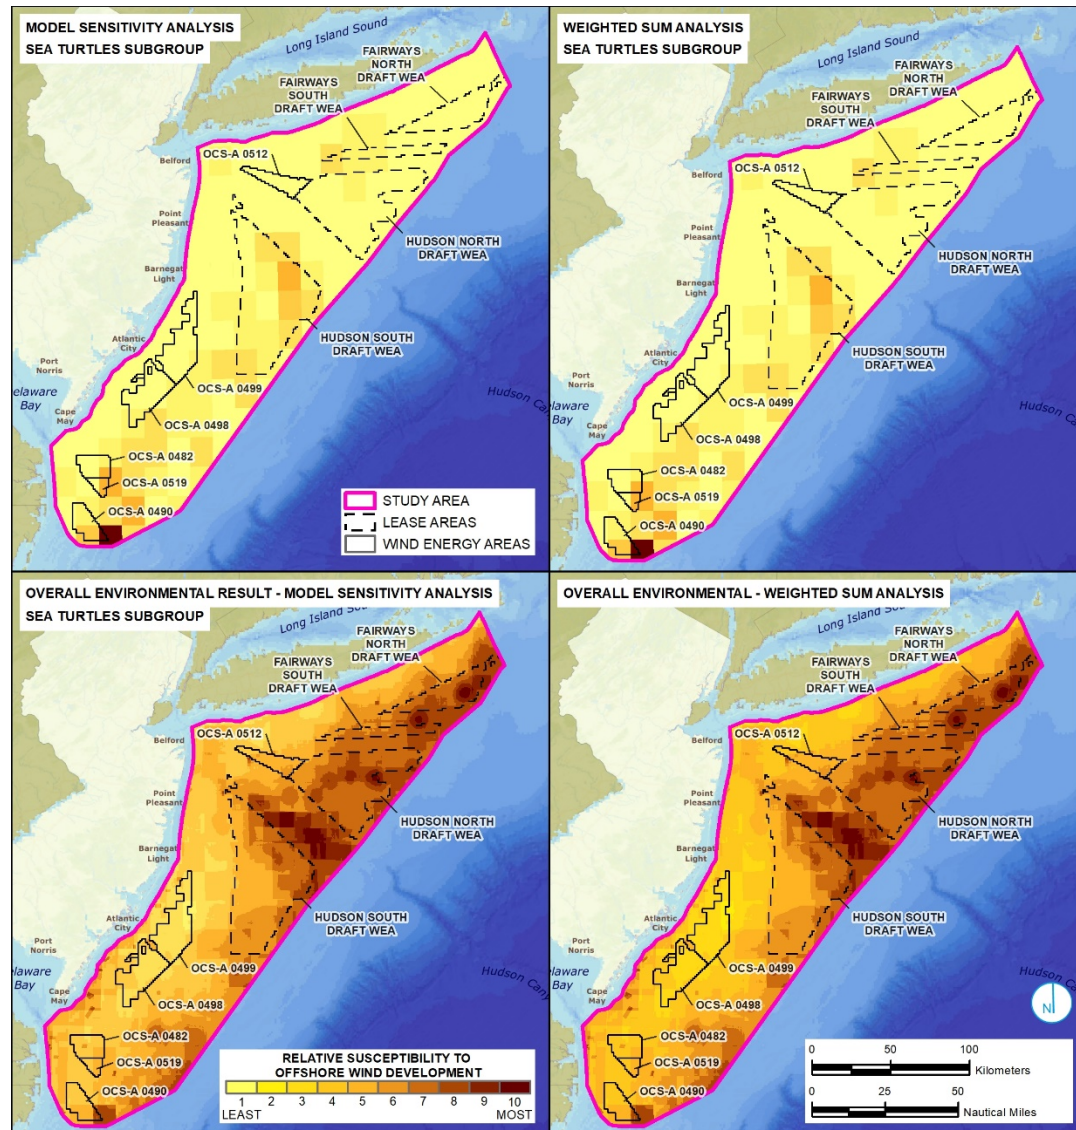 MODEL SENSITIVITY ANALYSIS
SEA TURTLES SUBGROUP
Long Island Sound
FAIRWAYS
NORTH
DRAFT WEA
FAIRWAYS
SOUTH
DRAFT WEA
OCS-A 0512
Belford
Point
Pleasant
HUDSON NORTH
DRAFT WEA
Barnegat
Light
HUDSON SOUTH
DRAFT WEA
Atlantic
City
Port
Norris
OCS-A 0499
elaware
Bay
Cape
May
Hudson Ca
OCS-A 0498
OCS-A 0482
OCS-A 0519
OCS-A 0490
STUDY AREA
LEASE AREAS
WIND ENERGY AREAS
WEIGHTED SUM ANALYSIS
SEA TURTLES SUBGROUP
Long Island Sound
FAIRWAYS
NORTH
DRAFT WEA
FAIRWAYS
SOUTH
DRAFT WEA
OCS-A 0512
Belford
Point
Pleasant
HUDSON NORTH
DRAFT WEA
Barnegat
Light
HUDSON SOUTH
DRAFT WEA
Atlantic
City
Port
Norris
OCS-A 0499
elaware
Bay
Cape
May
Hudson Cany
OCS-A 0498
OCS-A 0482
OCS-A 0519
OCS-A 0490
OVERALL ENVIRONMENTAL RESULT - MODEL SENSITIVITY ANALYSIS
SEA TURTLES SUBGROUP
Long Island Sou
FAIRWAYS
NORTH
DRAFT WEA
FAIRWAYS
SOUTH
DRAFT WEA
OCS-A 0512
Belford
Point
Pleasant
HUDSON NORTH
DRAFT WEA
Barnegat
Light
HUDSON SOUTH
DRAFT WEA
Atlantic
City
Port
Norris
OCS-A 0499
elaware
Bay
Cape
May
Hudson Cany
OCS-A 0498
OCS-A 0482
OCS-A 0519
OCS-A 0490
RELATIVE SUSCEPTIBILITY TO
OFFSHORE WIND DEVELOPMENT
1 2 3 4 5 6 7 8 9 10
LEAST MOST
OVERALL ENVIRONMENTAL - WEIGHTED SUM ANALYSIS
Long Island Sound
FAIRWAYS
NORTH
DRAFT WEA
FAIRWAYS
SOUTH
DRAFT WEA
OCS-A 0512
Belford
Point
Pleasant
HUDSON NORTH
DRAFT WEA
Barnegat
Light
HUDSON SOUTH
DRAFT WEA
Atlantic
City
Port
Norris
OCS-A 0499
elaware
Bay
Cape
May
Hudson Cany
OCS-A 0498
N
OCS-A 0482
OCS-A 0519
OCS-A 0490
0 50 100
Kilometers
0 25 50
Nautical Miles